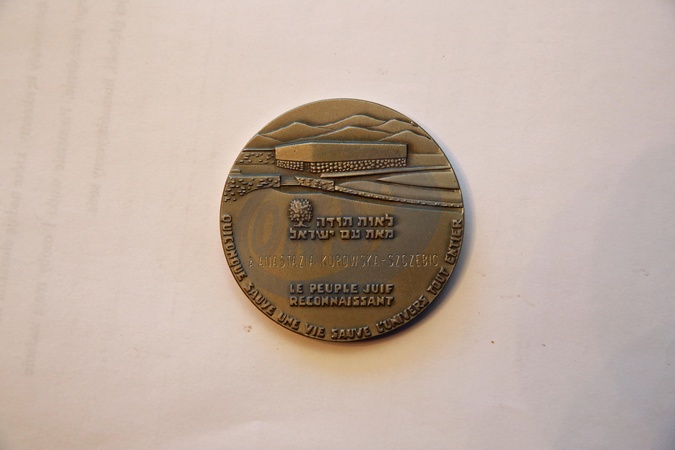 לאות תודה
מאת עם ישראל
LE PEUPLE JUIF
RECONNAISSANT
QUICONQUE SAUVE UNE VIE SAUVE L'UNIVERS TOUT ENTIER